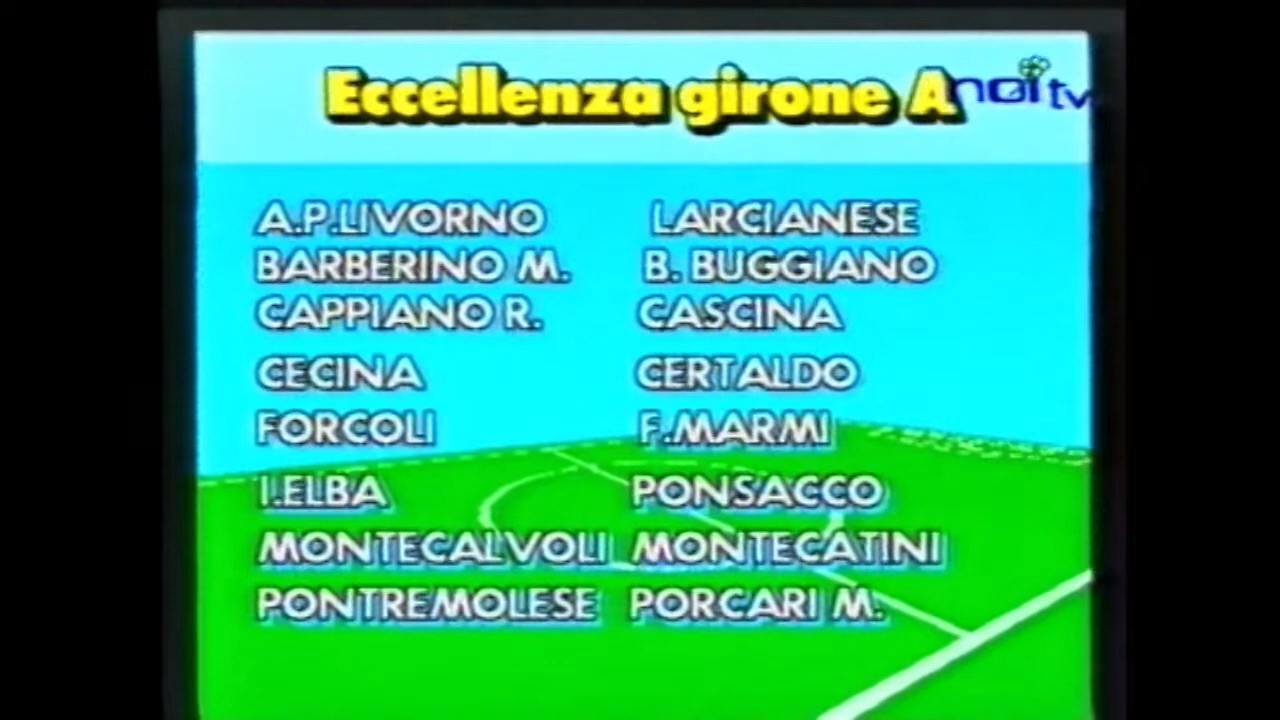 Eccellenza girone A
noi tv
A.P.LIVORNO LARCIANESE
BARBERINO M. B. BUGGIANO
CAPPIANO R. CASCINA
CECINA CERTALDO
FORCOLI F.MARMI
I.ELBA PONSACCO
MONTECALVOLI MONTECATINI
PONTREMOLESE PORCARI M.